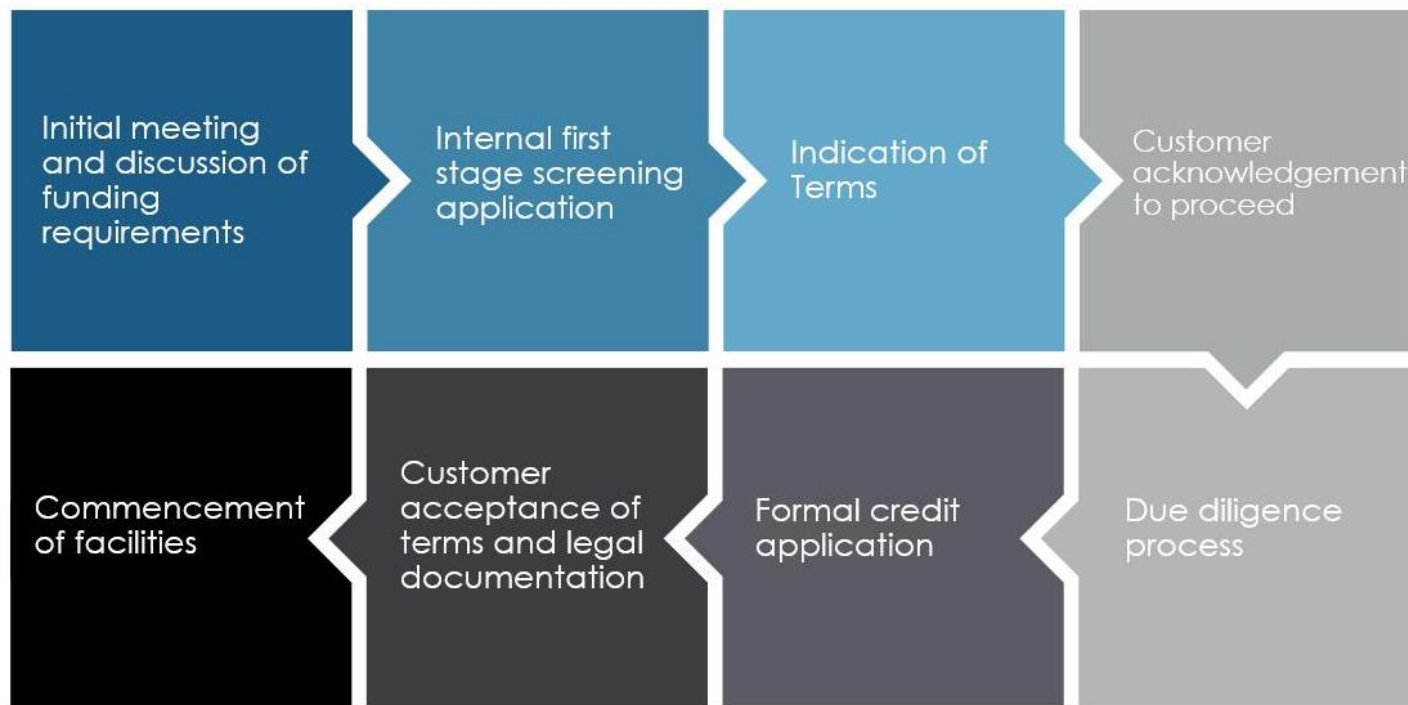 Initial meeting
and discussion of
funding
requirements
Internal first
stage screening
application
Indication of
Terms
Customer
acknowledgement
to proceed
Due diligence
process
Formal credit
application
Customer
acceptance of
terms and legal
documentation
Commencement
of facilities